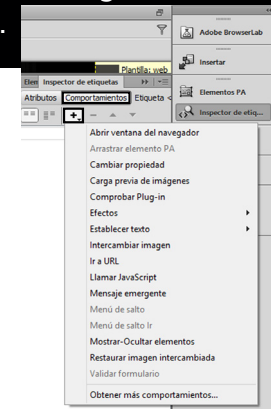 Plantilla: web
Adobe BrowserLab
Insertar
Elementos PA
Inspector de etiq...
Elem Inspector de etiquetas
Atributos Comportamientos Etiqueta <
Abrir ventana del navegador
Arrastrar elemento PA
Cambiar propiedad
Carga previa de imágenes
Comprobar Plug-in
Efectos
Establecer texto
Intercambiar imagen
Ir a URL
Llamar JavaScript
Mensaje emergente
Menú de salto
Menú de salto Ir
Mostrar-Ocultar elementos
Restaurar imagen intercambiada
Validar formulario
Obtener más comportamientos...